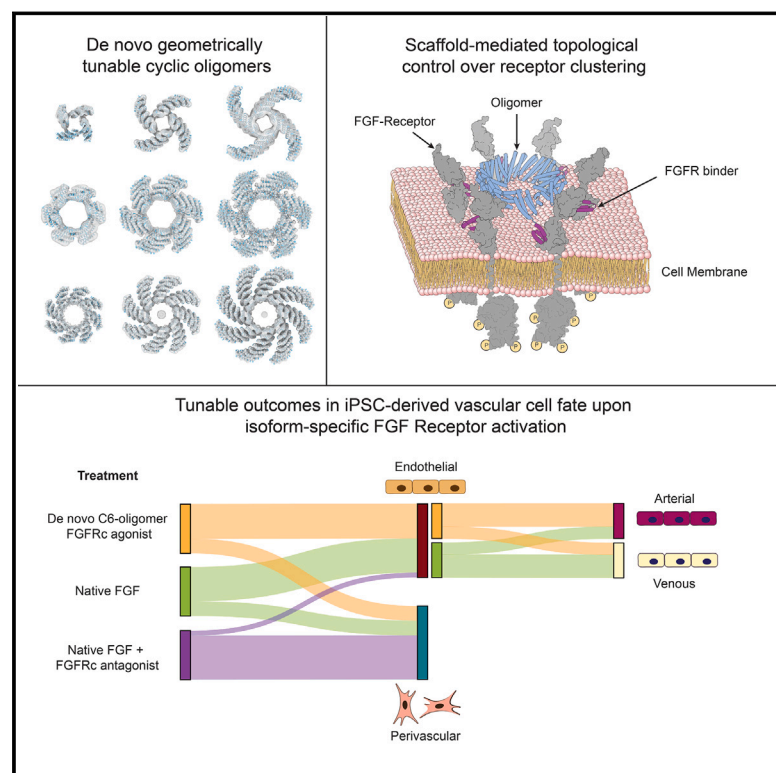 De novo geometrically
tunable cyclic oligomers
Scaffold-mediated topological
control over receptor clustering
Oligomer
FGF-Receptor
FGFR binder
Cell Membrane
P
P
P
P
P
P
P
Tunable outcomes in iPSC-derived vascular cell fate upon
isoform-specific FGF Receptor activation
Treatment
Endothelial
Arterial
De novo C6-oligomer
FGFRc agonist
Native FGF
Venous
Native FGF +
FGFRc antagonist
Perivascular